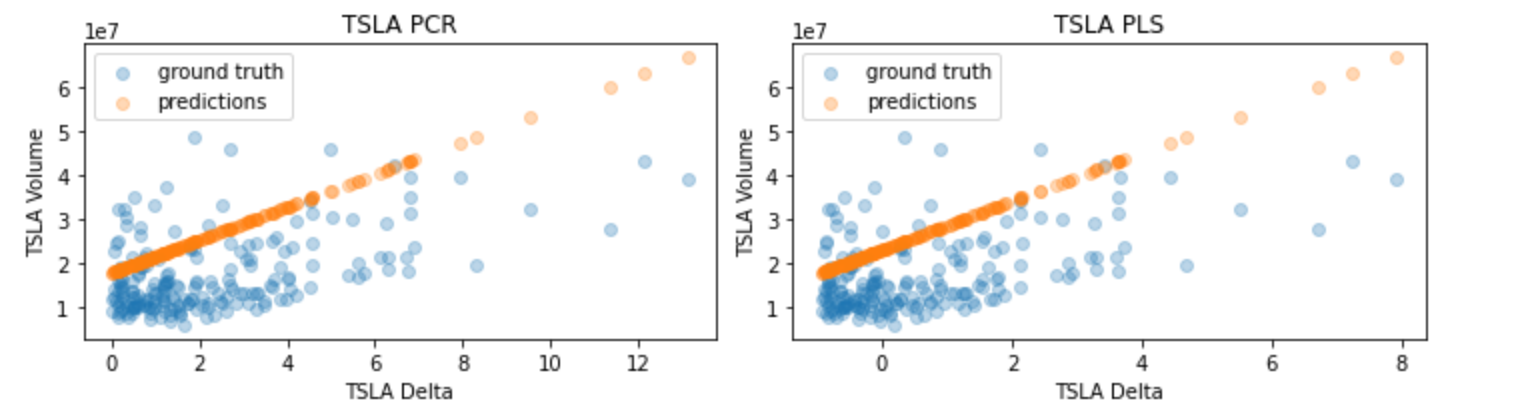 TSLA PCR
1e7
ground truth
predictions
6
5
4
3
2
1
TSLA Volume
0 2 4 6 8 10 12
TSLA Delta
TSLA PLS
1e7
ground truth
predictions
6
5
4
3
2
1
TSLA Volume
0 2 4 6 8
TSLA Delta